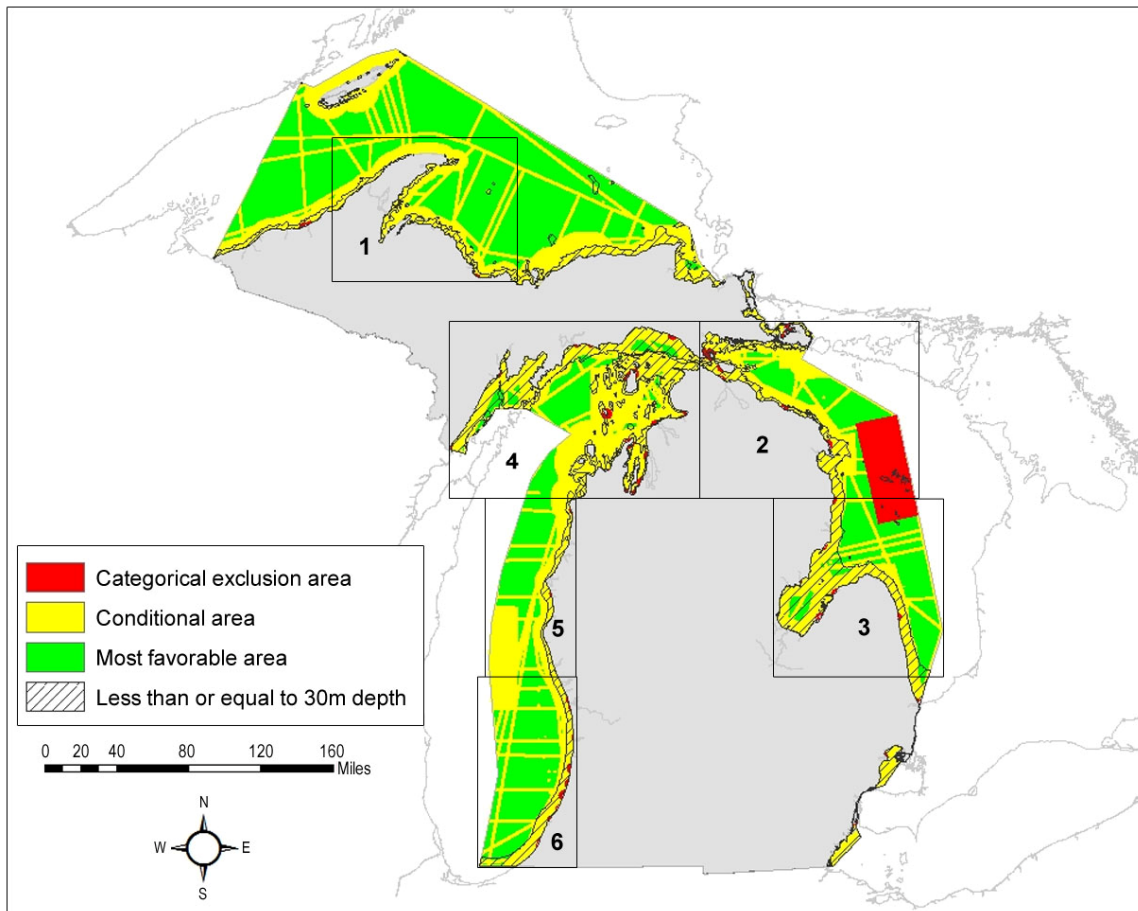 1
2
4
5
3
6
Categorical exclusion area
Conditional area
Most favorable area
Less than or equal to 30m depth
0 20 40 80 120 160
Miles
N
W E
S